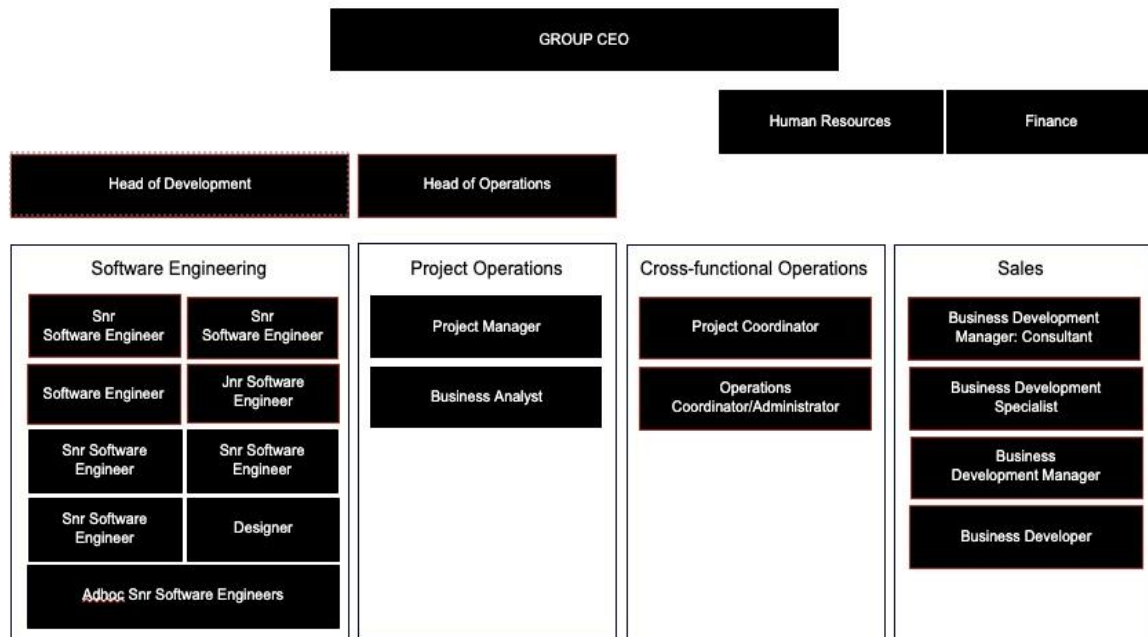 GROUP CEO
Human Resources
Finance
Head of Development
Head of Operations
Software Engineering
Snr
Software Engineer
Snr
Software Engineer
Software Engineer
Jnr Software
Engineer
Snr Software
Engineer
Snr Software
Engineer
Snr Software
Engineer
Designer
Adhoc Snr Software Engineers
Project Operations
Project Manager
Business Analyst
Cross-functional Operations
Project Coordinator
Operations
Coordinator/Administrator
Sales
Business Development
Manager: Consultant
Business Development
Specialist
Business
Development Manager
Business Developer